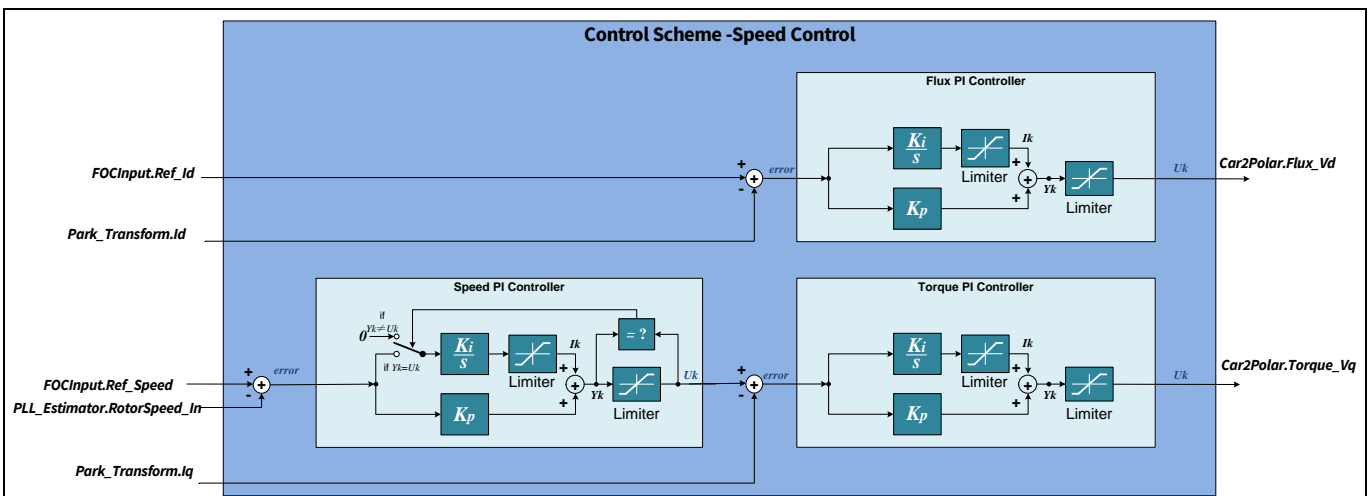 Control Scheme -Speed Control
Flux PI Controller
Ki
s
Ik
Limiter
+
+
+
Yk
Limiter
Kp
FOCInput.Ref_Id
+
-
+
error
Uk
Car2Polar.Flux_Vd
Park_Transform.Id
Speed PI Controller
if
Yk≠Uk
0
if Yk=Uk
Ki
s
Ik
Limiter
= ?
+
+
+
Yk
Limiter
Uk
Kp
FOCInput.Ref_Speed
+
-
+
error
PLL_Estimator.RotorSpeed_In
Torque PI Controller
Ki
s
Ik
Limiter
+
+
+
Yk
Limiter
Kp
+
-
+
error
Uk
Car2Polar.Torque_Vq
Park_Transform.Iq